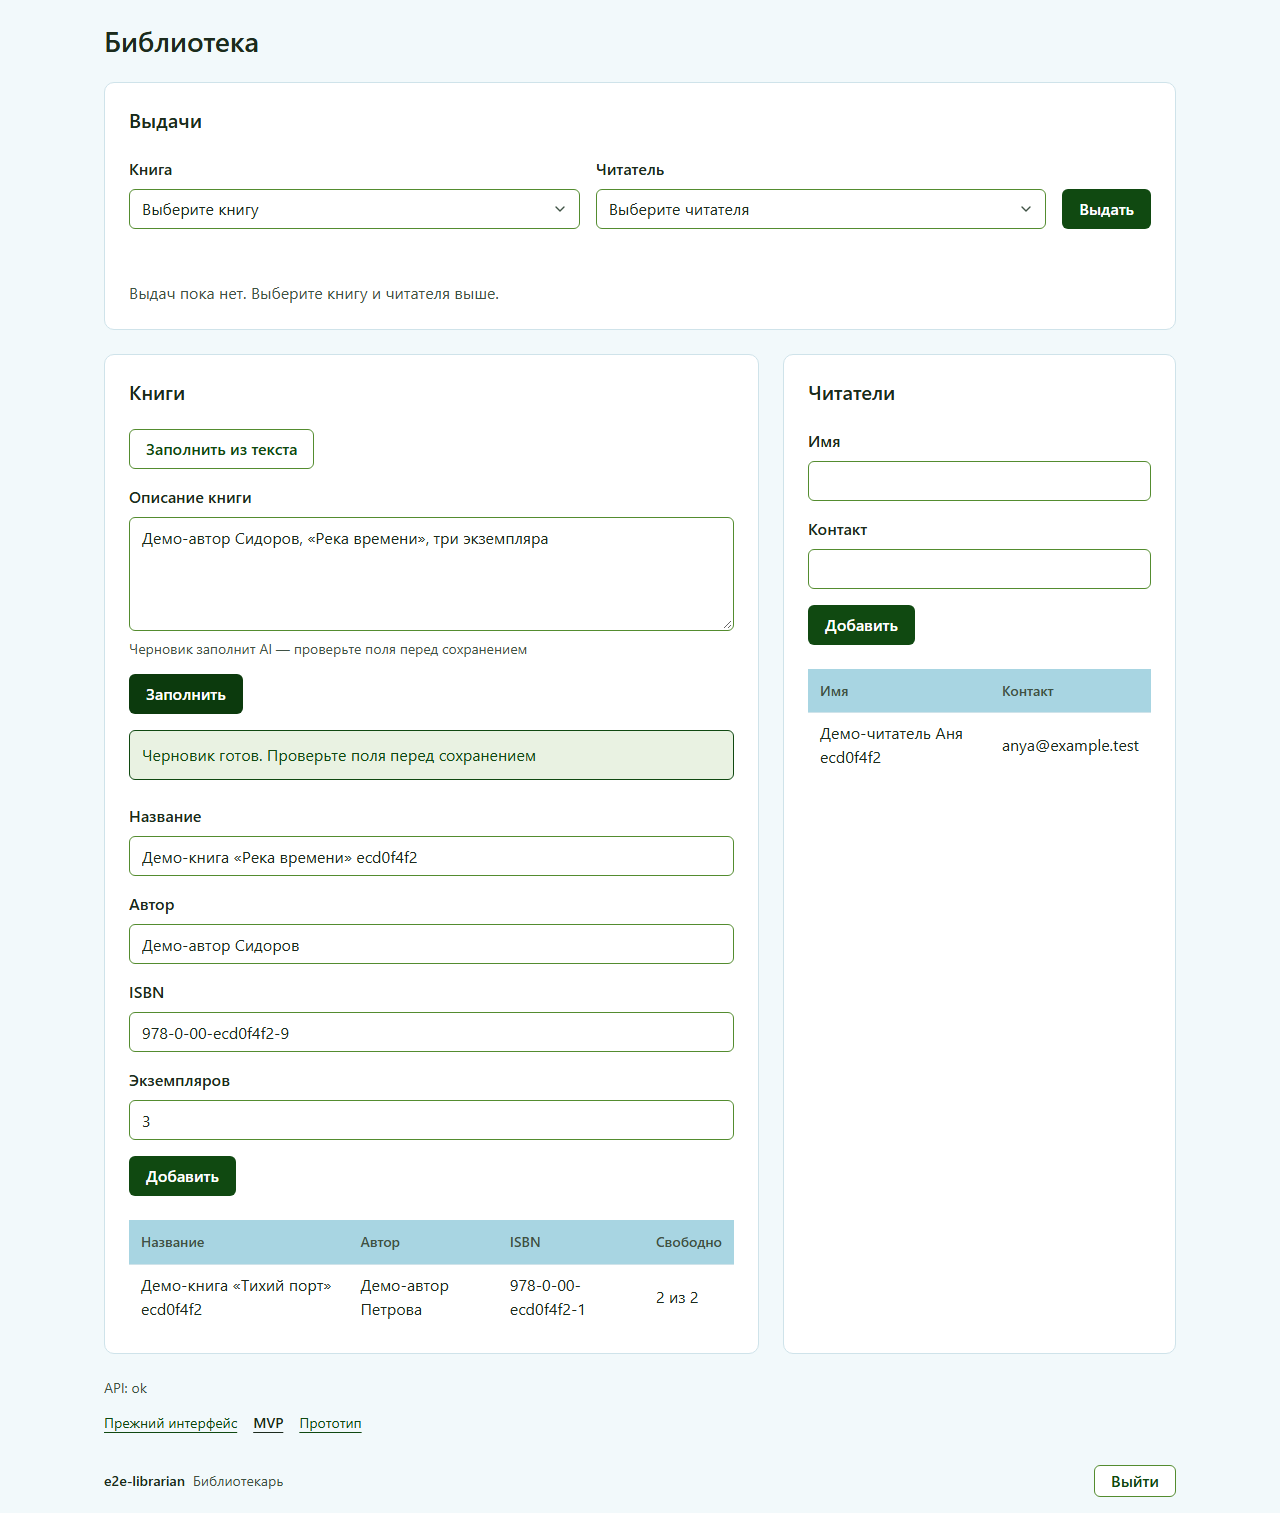 Библиотека
Выдачи
Книга
Читатель
Выберите книгу
Выберите читателя
Выдать
Выдач пока нет. Выберите книгу и читателя выше.
Книги
Заполнить из текста
Описание книги
Демо-автор Сидоров, «Река времени», три экземпляра
Черновик заполнит AI — проверьте поля перед сохранением
Заполнить
Черновик готов. Проверьте поля перед сохранением
Название
Демо-книга «Река времени» ecd0f4f2
Автор
Демо-автор Сидоров
ISBN
978-0-00-ecd0f4f2-9
Экземпляров
3
Добавить
Название Автор ISBN Свободно
Демо-книга «Тихий порт» Демо-автор 978-0-00- 2 из 2
ecd0f4f2 Петрова ecd0f4f2-1
Читатели
Имя
Контакт
Добавить
Имя Контакт
Демо-читатель Аня anya@example.test
ecd0f4f2
API: ok
Прежний интерфейс MVP Прототип
e2e-librarian Библиотекарь
Выйти